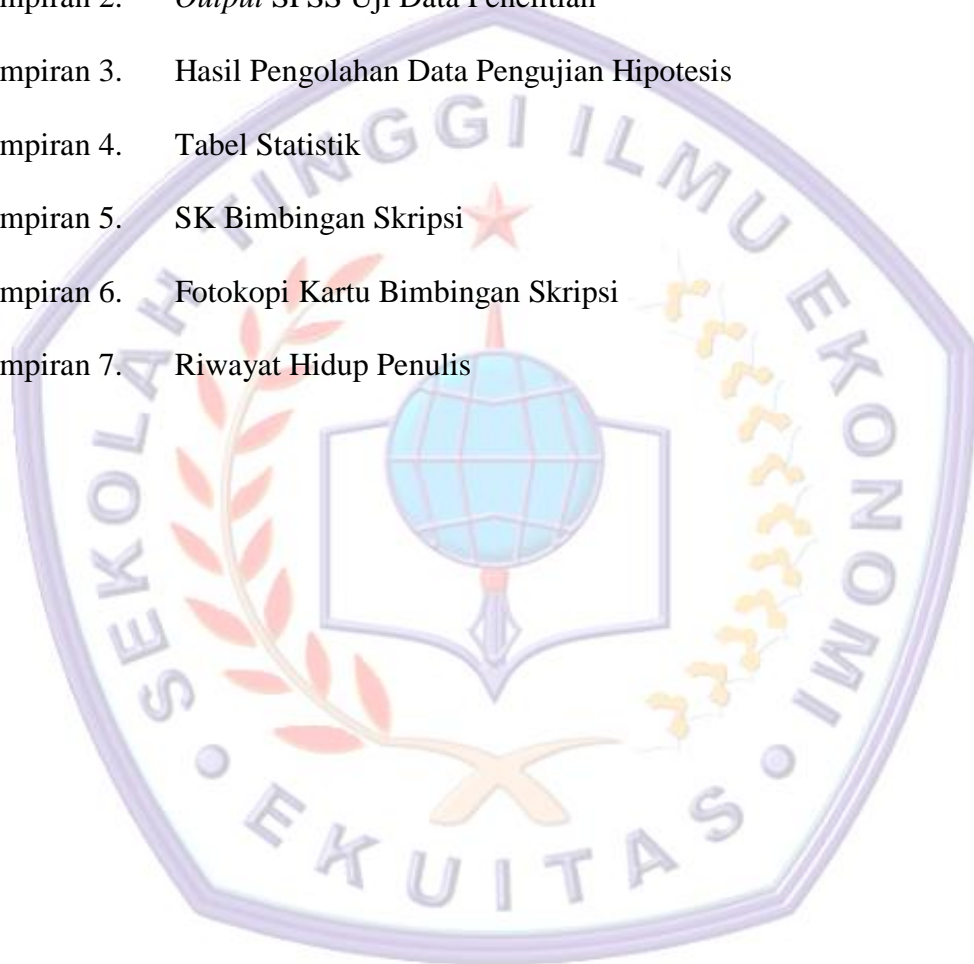 mpiran 2. Output SPSS Uji Data Penelitian
mpiran 3. Hasil Pengolahan Data Pengujian Hipotesis
mpiran 4. Tabel Statistik
mpiran 5. SK Bimbingan Skripsi
mpiran 6. Fotokopi Kartu Bimbingan Skripsi
mpiran 7. Riwayat Hidup Penulis
SEKOLAH TINGGI ILMU EKONOMI
EKUITAS